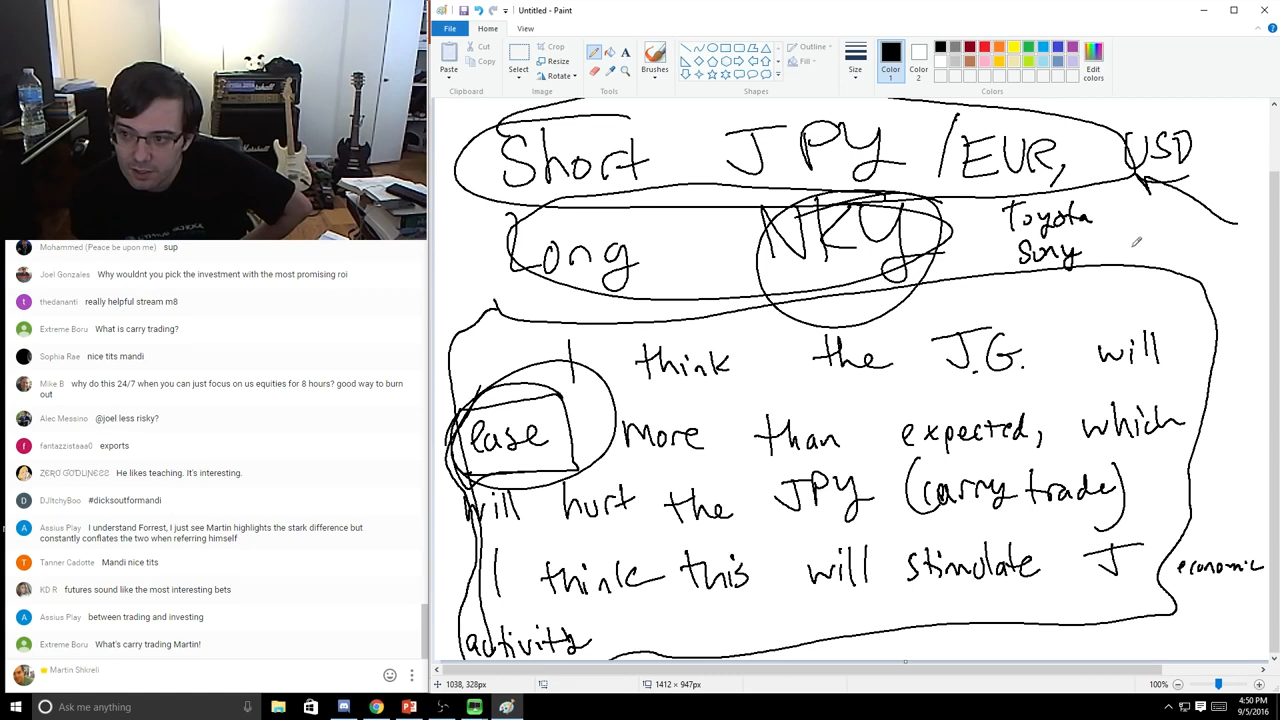 Untitled - Paint
File
Home
View
Paste
Cut
Copy
Clipboard
Select
Crop
Resize
Rotate
Image
Tools
Brushes
Shapes
Outline
Fill
Size
Color 1
Color 2
Edit colors
Colors
Short JPY /EUR, USD
Long NKY
Toyota
Sony
I think the J.G. will
ease more than expected, which
will hurt the JPY (carry trade)
I think this will stimulate J economic
activity
Marshall
Mohammed (Peace be upon me) sup
Joel Gonzales Why wouldnt you pick the investment with the most promising roi
thedananti really helpful stream m8
Extreme Boru What is carry trading?
Sophia Rae nice tits mandi
Mike B why do this 24/7 when you can just focus on us equities for 8 hours? good way to burn
out
Alec Messino @joel less risky?
fantazzistaaa0 exports
He likes teaching. It's interesting.
DJItchyBoo #dicksoutformandi
Assius Play I understand Forrest, I just see Martin highlights the stark difference but
constantly conflates the two when referring himself
Tanner Cadotte Mandi nice tits
KD R futures sound like the most interesting bets
Assius Play between trading and investing
Extreme Boru What's carry trading Martin!
Martin Shkreli
1038, 328px
1412 × 947px
100%
Ask me anything
4:50 PM
9/5/2016